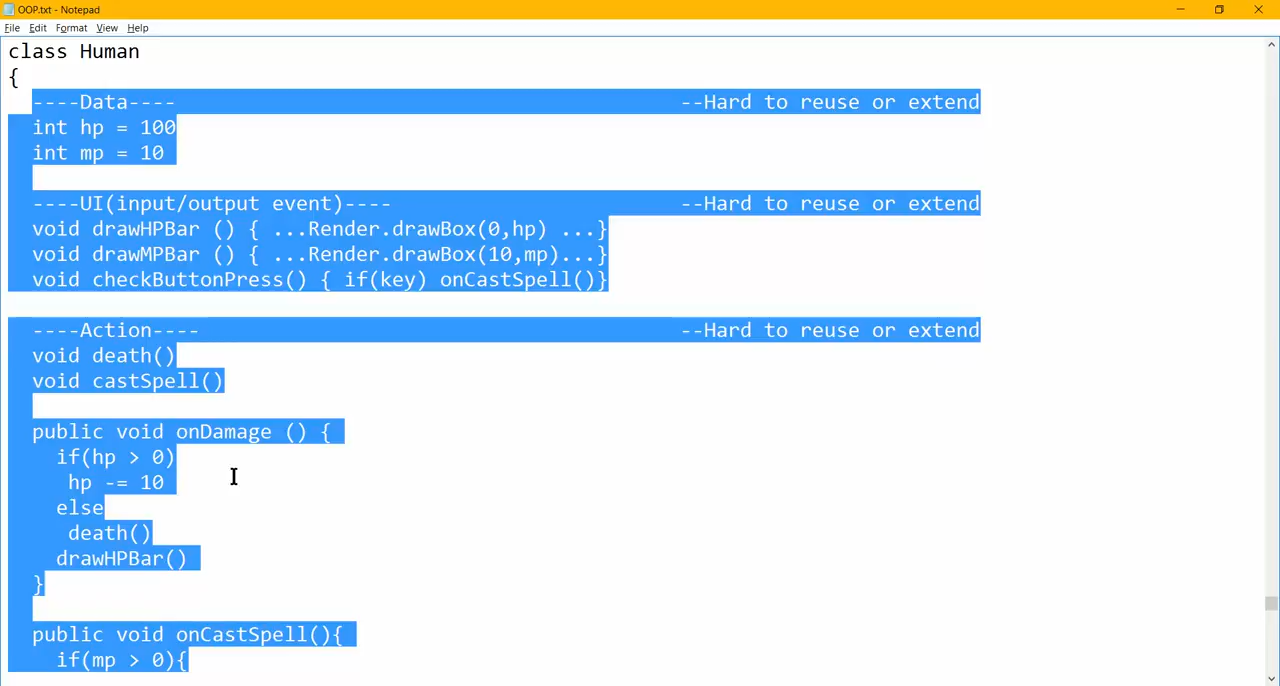 OOP.txt - Notepad
File Edit Format View Help
class Human
{
----Data---- --Hard to reuse or extend
int hp = 100
int mp = 10
----UI(input/output event)---- --Hard to reuse or extend
void drawHPBar () { ...Render.drawBox(0,hp) ...}
void drawMPBar () { ...Render.drawBox(10,mp)...}
void checkButtonPress() { if(key) onCastSpell()}
----Action---- --Hard to reuse or extend
void death()
void castSpell()
public void onDamage () {
if(hp > 0)
hp -= 10
else
death()
drawHPBar()
}
public void onCastSpell(){
if(mp > 0){